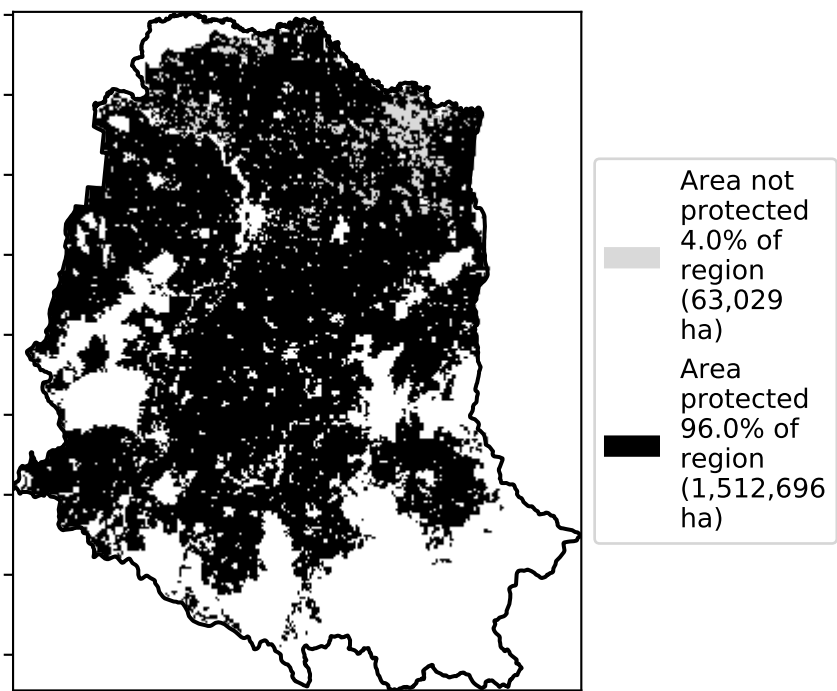 Area not
protected
4.0% of
region
(63,029
ha)
Area
protected
96.0% of
region
(1,512,696
ha)